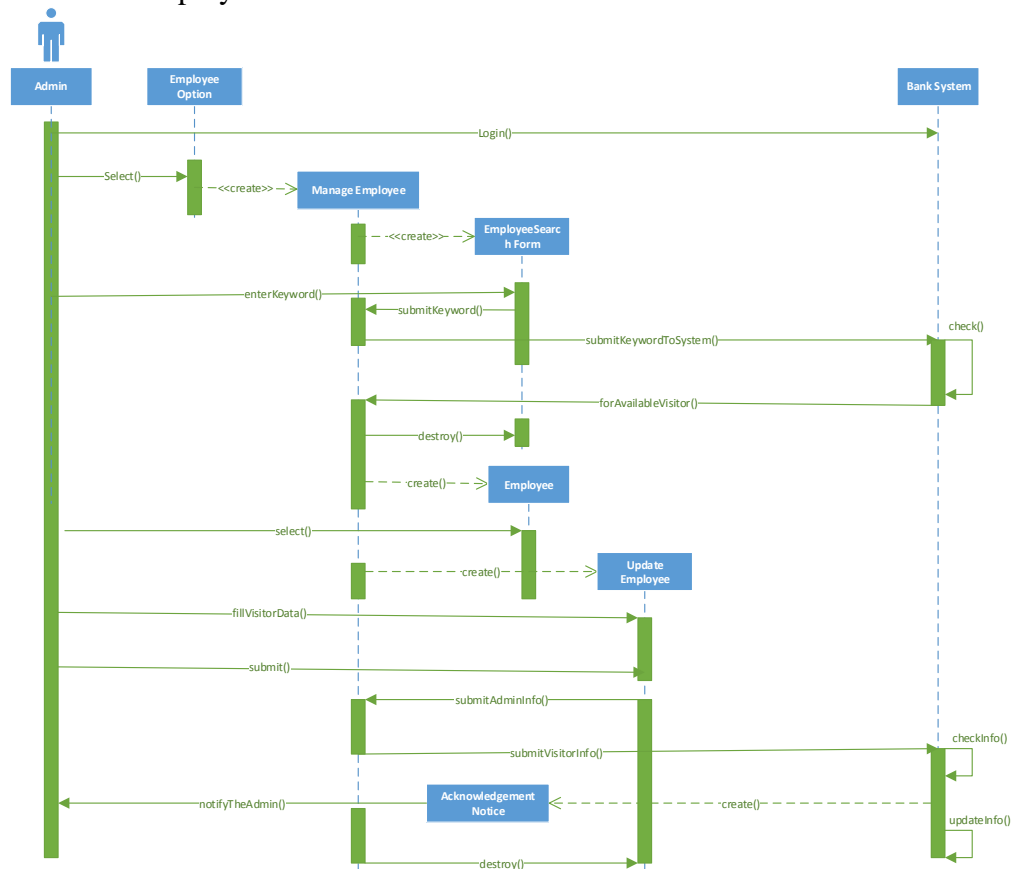 Admin
Employee
Option
Bank System
Login()
Select()
<<create>>
Manage Employee
<<create>>
EmployeeSearc
h Form
enterKeyword()
submitKeyword()
check()
submitKeywordToSystem()
forAvailableVisitor()
destroy()
create()
Employee
select()
create()
Update
Employee
fillVisitorData()
submit()
submitAdminInfo()
checkInfo()
submitVisitorInfo()
notifyTheAdmin()
Acknowledgement
Notice
create()
updateInfo()
destroy()